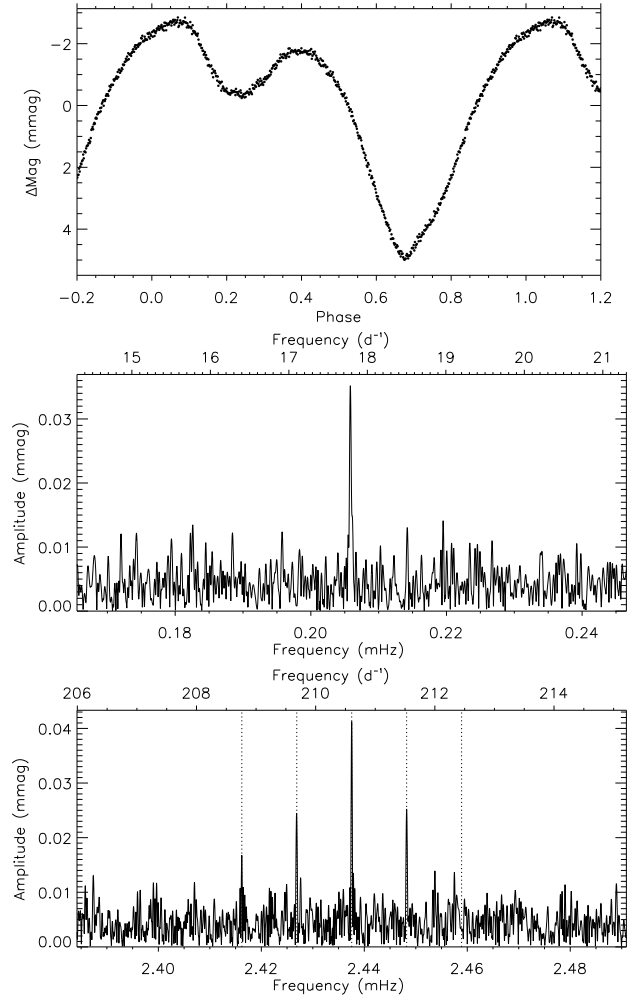 −2
0
2
4
ΔMag (mmag)
−0.2 0.0 0.2 0.4 0.6 0.8 1.0 1.2
Phase
Frequency (d⁻¹)
15 16 17 18 19 20 21
0.03
0.02
0.01
0.00
Amplitude (mmag)
0.18 0.20 0.22 0.24
Frequency (mHz)
Frequency (d⁻¹)
206 208 210 212 214
0.04
0.03
0.02
0.01
0.00
Amplitude (mmag)
2.40 2.42 2.44 2.46 2.48
Frequency (mHz)